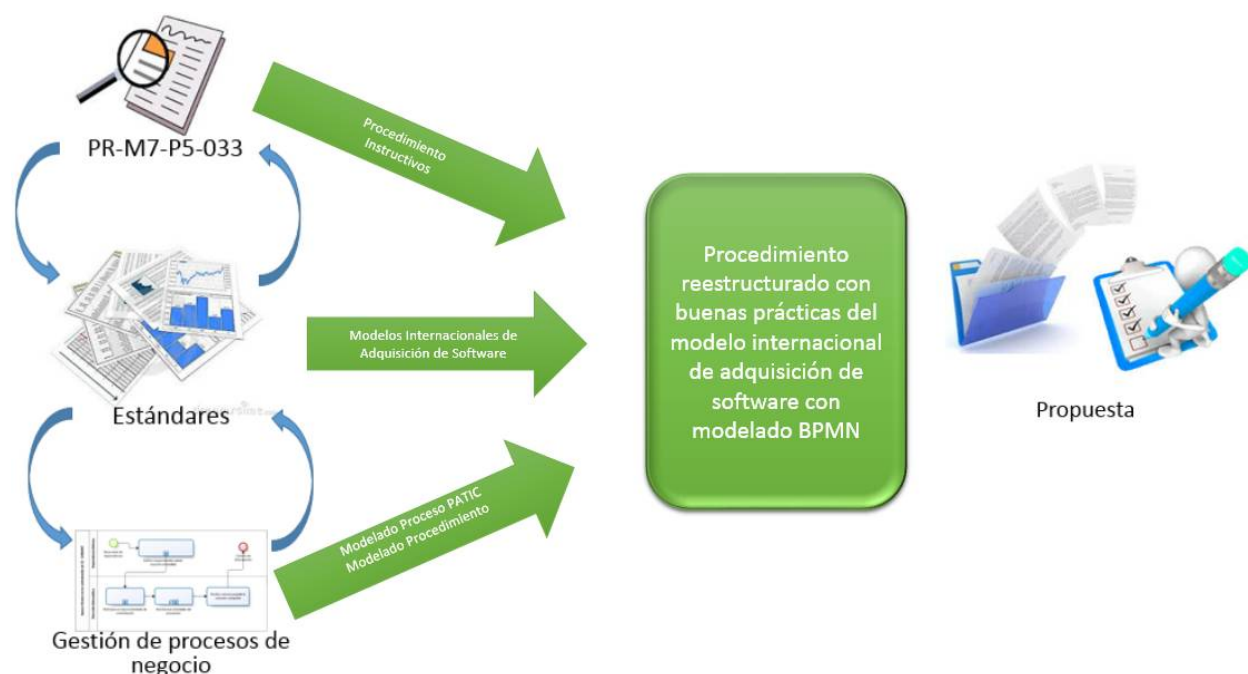 PR-M7-P5-033
Procedimiento
Instructivos
Modelos Internacionales de
Adquisición de Software
Estándares
Modelado Proceso PATIC
Modelado Procedimiento
Gestión de procesos de
negocio
Procedimiento
reestructurado con
buenas prácticas del
modelo internacional
de adquisición de
software con
modelado BPMN
Propuesta